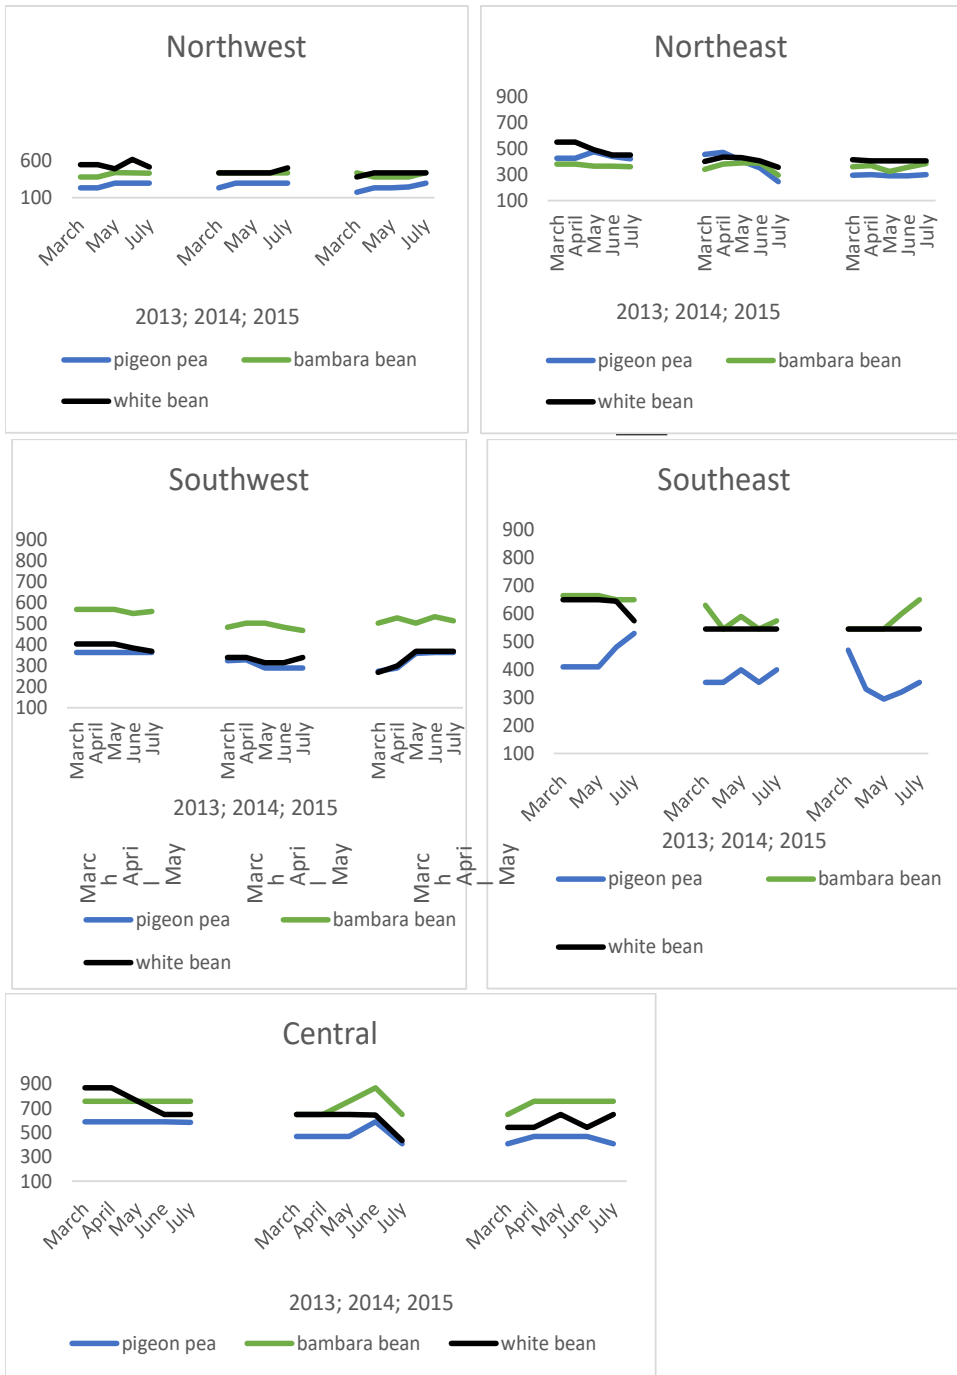 Northwest
600
100
March
May
July
March
May
July
March
May
July
2013; 2014; 2015
pigeon pea
bambara bean
white bean
Northeast
900
700
500
300
100
March
April
May
June
July
March
April
May
June
July
March
April
May
June
July
2013; 2014; 2015
pigeon pea
bambara bean
white bean
Southwest
900
800
700
600
500
400
300
200
100
March
April
May
June
July
March
April
May
June
July
March
April
May
June
July
2013; 2014; 2015
Marc
h
Apri
l
May
Marc
h
Apri
l
May
Marc
h
Apri
l
May
pigeon pea
bambara bean
white bean
Southeast
900
800
700
600
500
400
300
200
100
March
May
July
March
May
July
March
May
July
2013; 2014; 2015
pigeon pea
bambara bean
white bean
Central
900
700
500
300
100
March
April
May
June
July
March
April
May
June
July
March
April
May
June
July
2013; 2014; 2015
pigeon pea
bambara bean
white bean